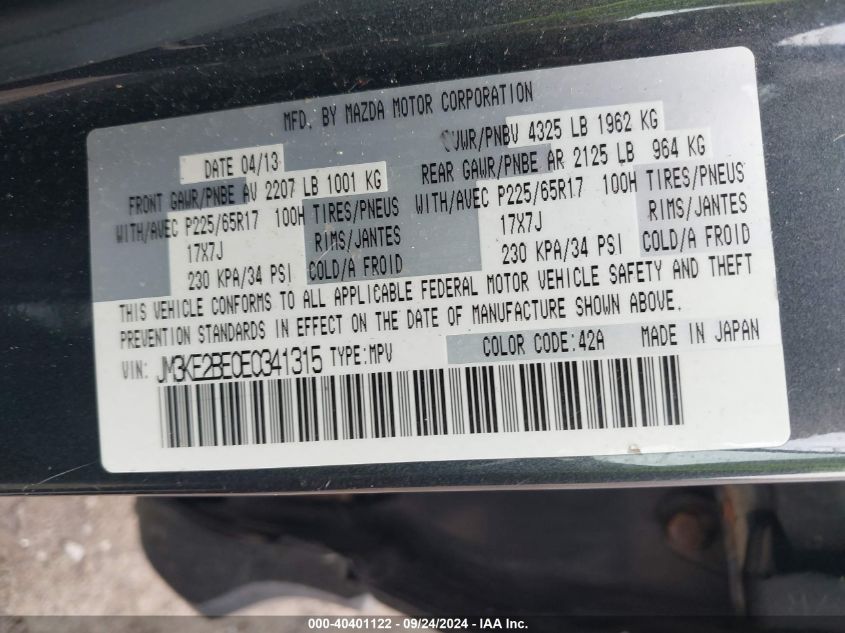 MFD. BY MAZDA MOTOR CORPORATION
DATE 04/13
GVWR/PNBV 4325 LB 1962 KG
FRONT GAWR/PNBE AV 2207 LB 1001 KG
REAR GAWR/PNBE AR 2125 LB 964 KG
WITH/AVEC P225/65R17 100H TIRES/PNEUS
WITH/AVEC P225/65R17 100H TIRES/PNEUS
17X7J RIMS/JANTES
17X7J RIMS/JANTES
230 KPA/34 PSI COLD/A FROID
230 KPA/34 PSI COLD/A FROID
THIS VEHICLE CONFORMS TO ALL APPLICABLE FEDERAL MOTOR VEHICLE SAFETY AND THEFT
PREVENTION STANDARDS IN EFFECT ON THE DATE OF MANUFACTURE SHOWN ABOVE.
VIN: JM3KE2BE0E0341315 TYPE:MPV COLOR CODE:42A MADE IN JAPAN
000-40401122 - 09/24/2024 - IAA Inc.